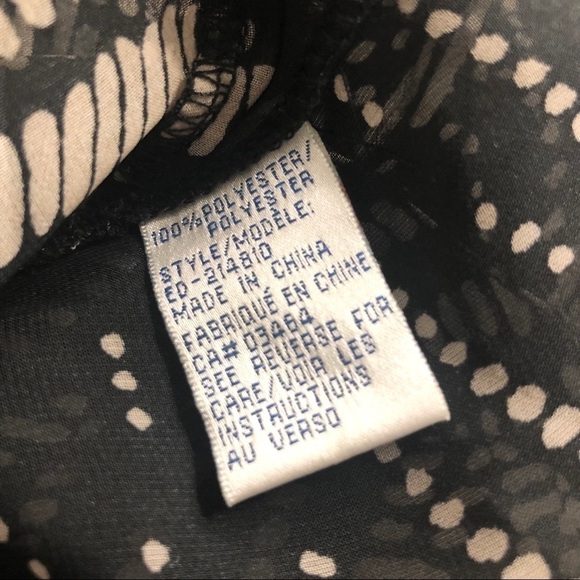 100%POLYESTER/
POLYESTER
STYLE/MODÈLE:
ED-314810
MADE IN CHINA
FABRIQUE EN CHINE
CA# 03464
SEE REVERSE FOR
CARE/VOIR LES
INSTRUCTIONS
AU VERSO